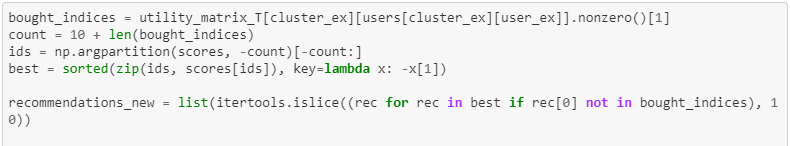 bought_indices = utility_matrix_T[cluster_ex][users[cluster_ex][user_ex]].nonzero()[1]
count = 10 + len(bought_indices)
ids = np.argpartition(scores, -count)[-count:]
best = sorted(zip(ids, scores[ids]), key=lambda x: -x[1])
recommendations_new = list(itertools.islice((rec for rec in best if rec[0] not in bought_indices), 1
0))